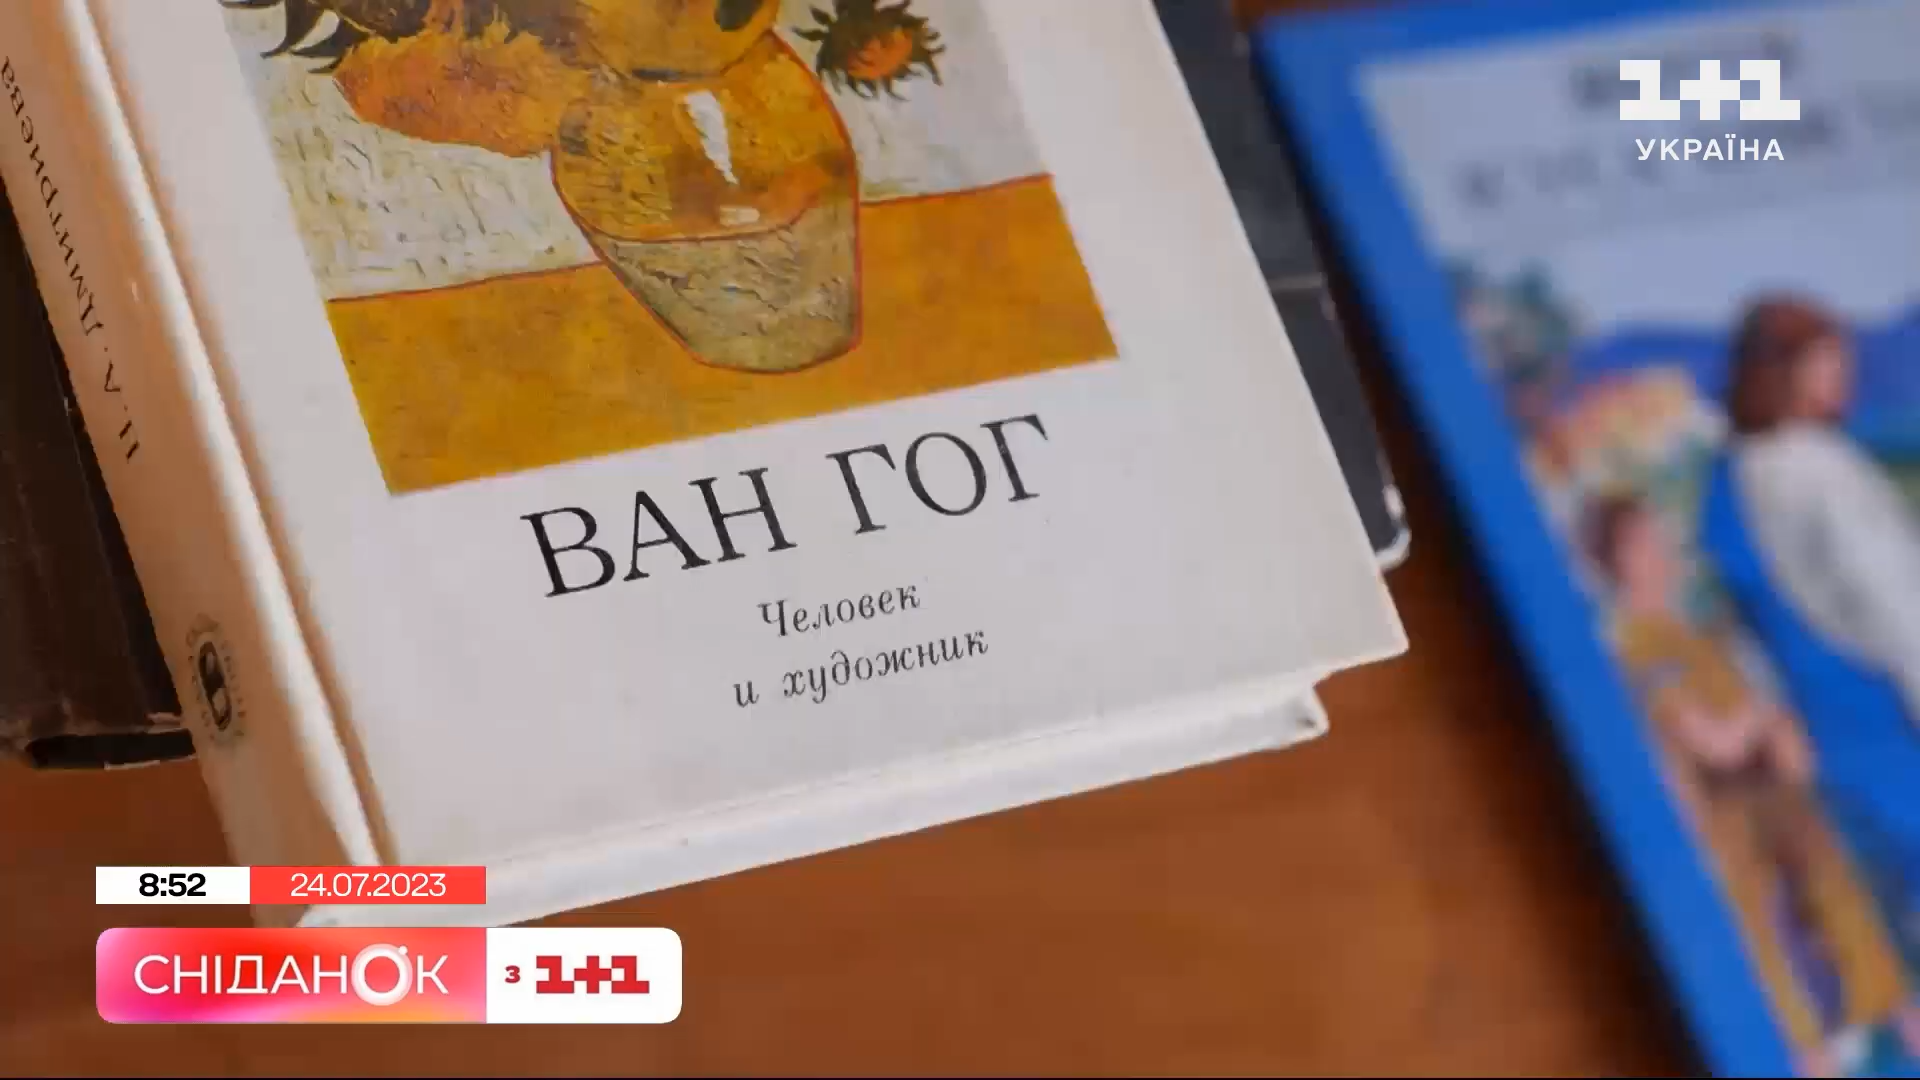 1+1
УКРАЇНА
Н. А. Дмитриева
ВАН ГОГ
Человек
и художник
8:52 24.07.2023
СНІДАНОК з 1+1